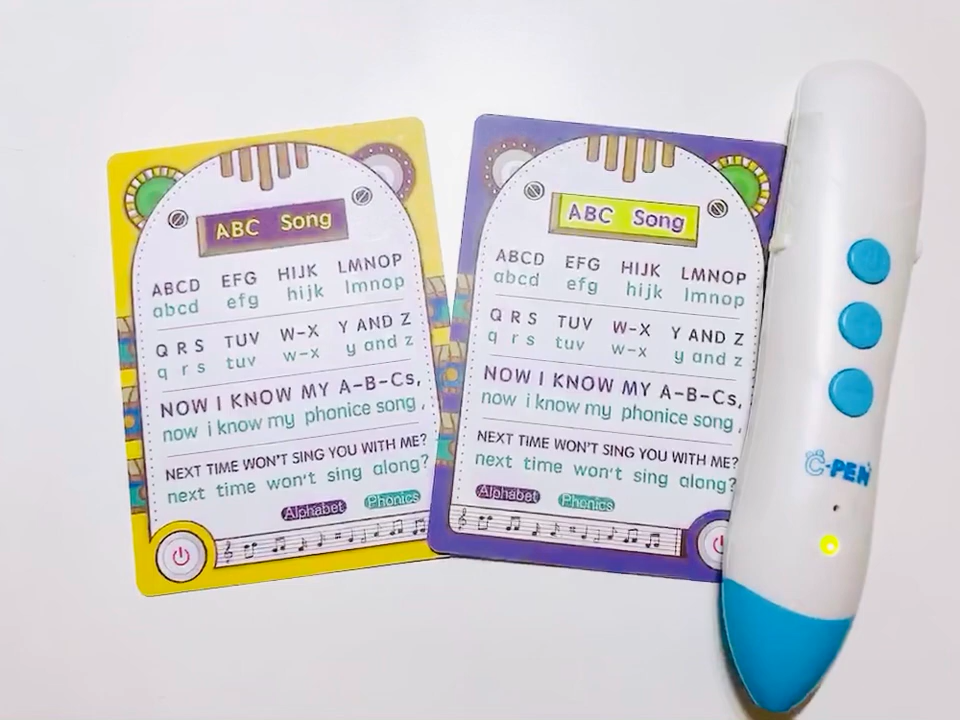 ABC Song
ABCD EFG HIJK LMNOP
abcd efg hijk lmnop
Q R S TUV W-X Y AND Z
q r s tuv w-x y and z
NOW I KNOW MY A-B-Cs,
now i know my phonice song,
NEXT TIME WON'T SING YOU WITH ME?
next time won't sing along?
Alphabet Phonics
ABC Song
ABCD EFG HIJK LMNOP
abcd efg hijk lmnop
Q R S TUV W-X Y AND Z
q r s tuv w-x y and z
NOW I KNOW MY A-B-Cs,
now i know my phonice song,
NEXT TIME WON'T SING YOU WITH ME?
next time won't sing along?
Alphabet Phonics
C-PEN